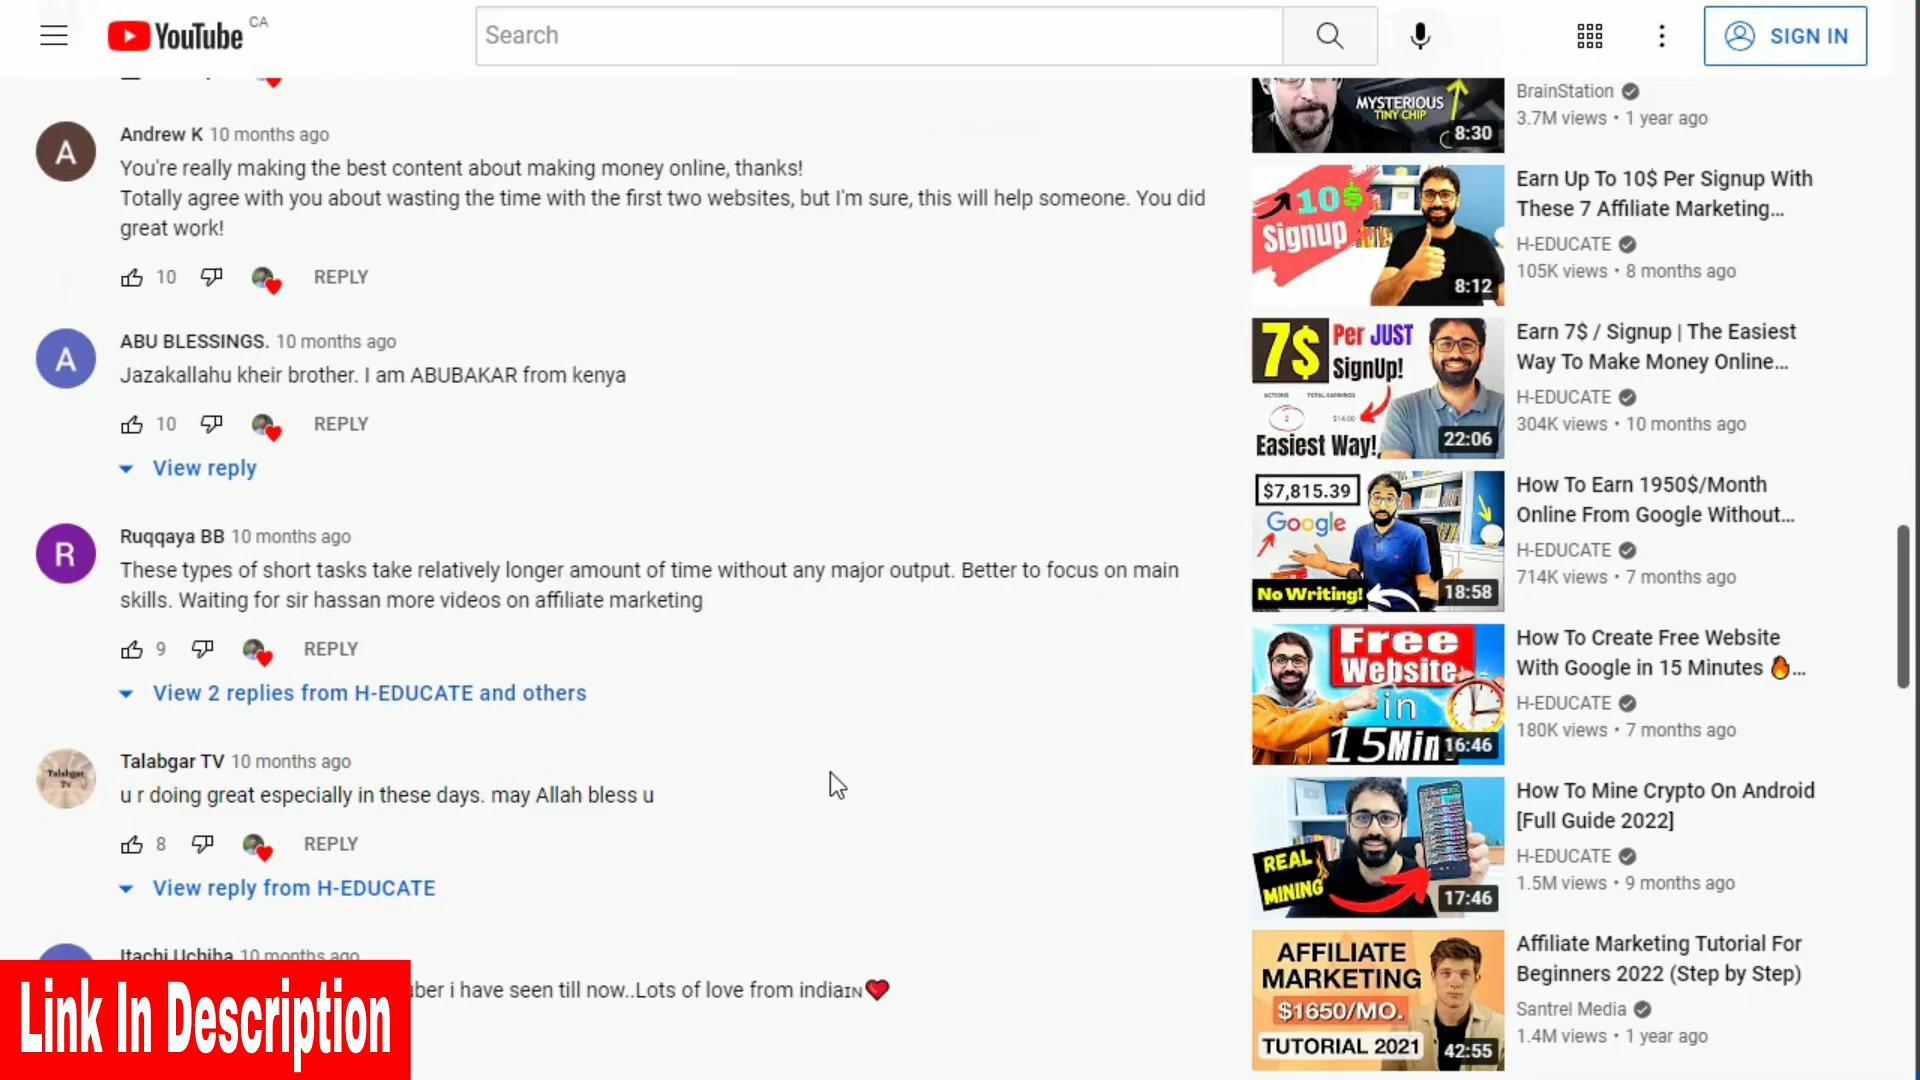 YouTube CA
Search
SIGN IN
Andrew K 10 months ago
You're really making the best content about making money online, thanks!
Totally agree with you about wasting the time with the first two websites, but I'm sure, this will help someone. You did
great work!
10 REPLY
ABU BLESSINGS. 10 months ago
Jazakallahu kheir brother. I am ABUBAKAR from kenya
10 REPLY
View reply
Ruqqaya BB 10 months ago
These types of short tasks take relatively longer amount of time without any major output. Better to focus on main
skills. Waiting for sir hassan more videos on affiliate marketing
9 REPLY
View 2 replies from H-EDUCATE and others
Talabgar TV 10 months ago
u r doing great especially in these days. may Allah bless u
8 REPLY
View reply from H-EDUCATE
Itachi Uchiha 10 months ago
uber i have seen till now..Lots of love from indiaIN❤
Link In Description
MYSTERIOUS
TINY CHIP
8:30
BrainStation
3.7M views • 1 year ago
10$
Signup
8:12
Earn Up To 10$ Per Signup With
These 7 Affiliate Marketing...
H-EDUCATE
105K views • 8 months ago
7$ Per JUST
SignUp!
ACTIONS TOTAL EARNINGS
2 $14.00
Easiest Way!
22:06
Earn 7$ / Signup | The Easiest
Way To Make Money Online...
H-EDUCATE
304K views • 10 months ago
$7,815.39
Google
No Writing!
18:58
How To Earn 1950$/Month
Online From Google Without...
H-EDUCATE
714K views • 7 months ago
Free
Website
in
15Min
16:46
How To Create Free Website
With Google in 15 Minutes 🔥...
H-EDUCATE
180K views • 7 months ago
REAL
MINING
17:46
How To Mine Crypto On Android
[Full Guide 2022]
H-EDUCATE
1.5M views • 9 months ago
AFFILIATE
MARKETING
$1650/MO.
TUTORIAL 2021
42:55
Affiliate Marketing Tutorial For
Beginners 2022 (Step by Step)
Santrel Media
1.4M views • 1 year ago